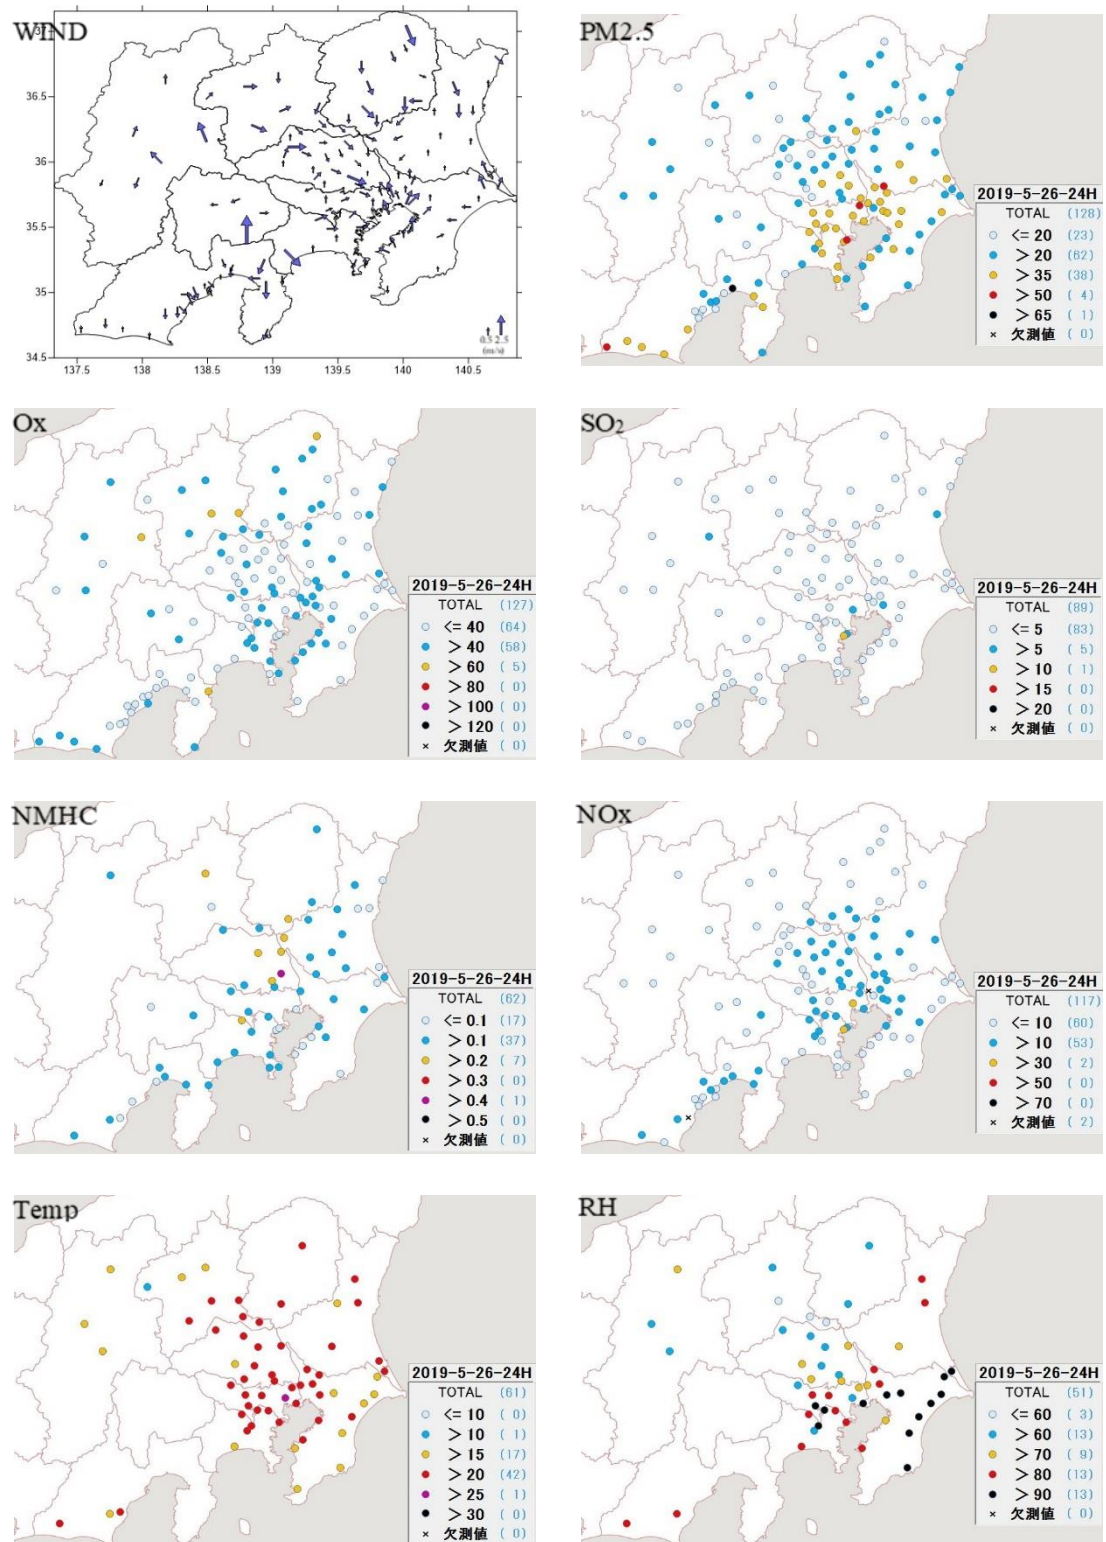 WIND
37
36.5
36
35.5
35
34.5
137.5 138 138.5 139 139.5 140 140.5
0.5 2.5
(m/s)
PM2.5
2019-5-26-24H
TOTAL (128)
<= 20 (23)
> 20 (62)
> 35 (38)
> 50 ( 4)
> 65 ( 1)
× 欠測値 ( 0)
Ox
2019-5-26-24H
TOTAL (127)
<= 40 (64)
> 40 (58)
> 60 ( 5)
> 80 ( 0)
> 100 ( 0)
> 120 ( 0)
× 欠測値 ( 0)
SO₂
2019-5-26-24H
TOTAL (89)
<= 5 (83)
> 5 ( 5)
> 10 ( 1)
> 15 ( 0)
> 20 ( 0)
× 欠測値 ( 0)
NMHC
2019-5-26-24H
TOTAL (62)
<= 0.1 (17)
> 0.1 (37)
> 0.2 ( 7)
> 0.3 ( 0)
> 0.4 ( 1)
> 0.5 ( 0)
× 欠測値 ( 0)
NOx
2019-5-26-24H
TOTAL (117)
<= 10 (60)
> 10 (53)
> 30 ( 2)
> 50 ( 0)
> 70 ( 0)
× 欠測値 ( 2)
Temp
2019-5-26-24H
TOTAL (61)
<= 10 ( 0)
> 10 ( 1)
> 15 (17)
> 20 (42)
> 25 ( 1)
> 30 ( 0)
× 欠測値 ( 0)
RH
2019-5-26-24H
TOTAL (51)
<= 60 ( 3)
> 60 (13)
> 70 ( 9)
> 80 (13)
> 90 (13)
× 欠測値 ( 0)